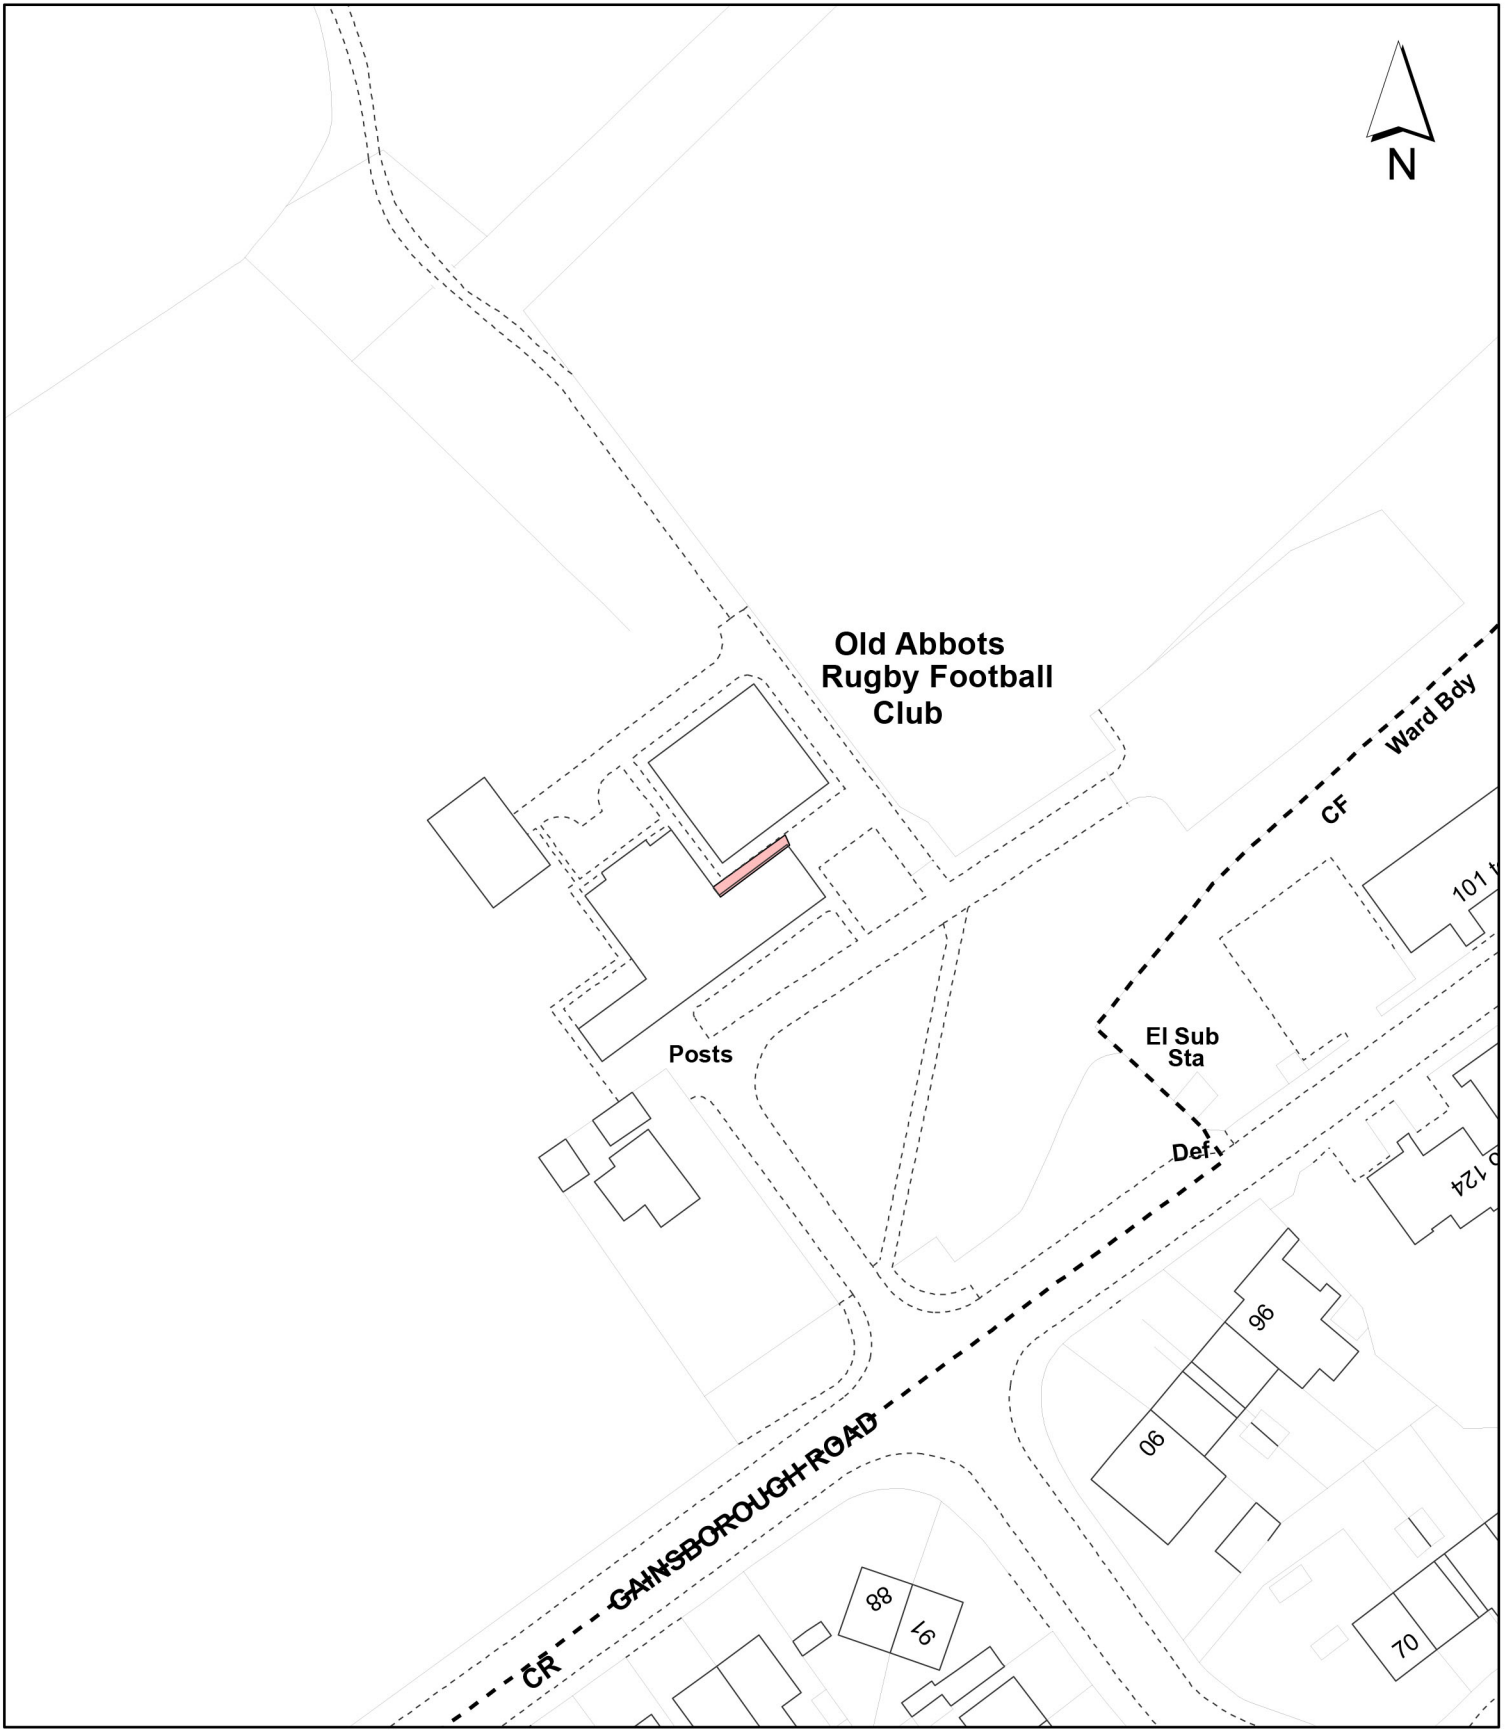 N
Old Abbots
Rugby Football
Club
Ward Bdy
CF
101 t
El Sub
Sta
Posts
Def
124
96
90
GAINSBOROUGH ROAD
CR
88
91
70